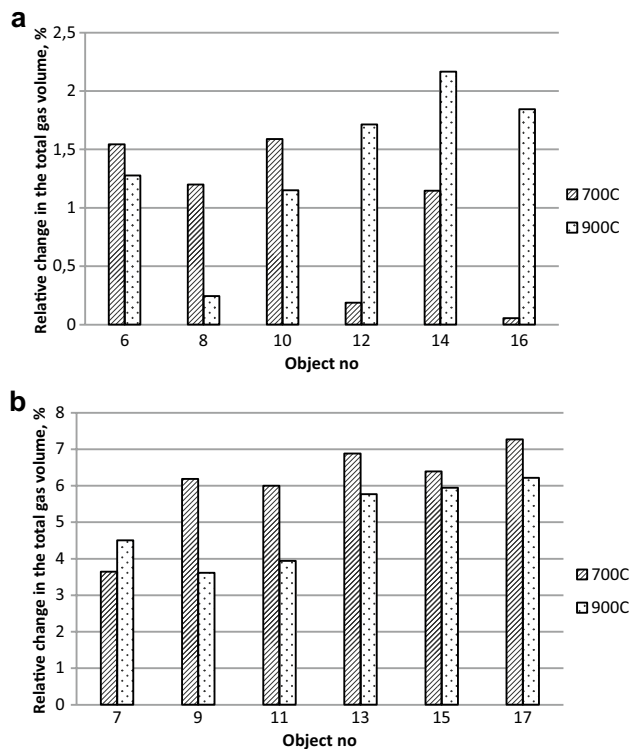 a
Relative change in the total gas volume, %
2,5
2
1,5
1
0,5
0
6 8 10 12 14 16
Object no
700C
900C
b
Relative change in the total gas volume, %
8
7
6
5
4
3
2
1
0
7 9 11 13 15 17
Object no
700C
900C